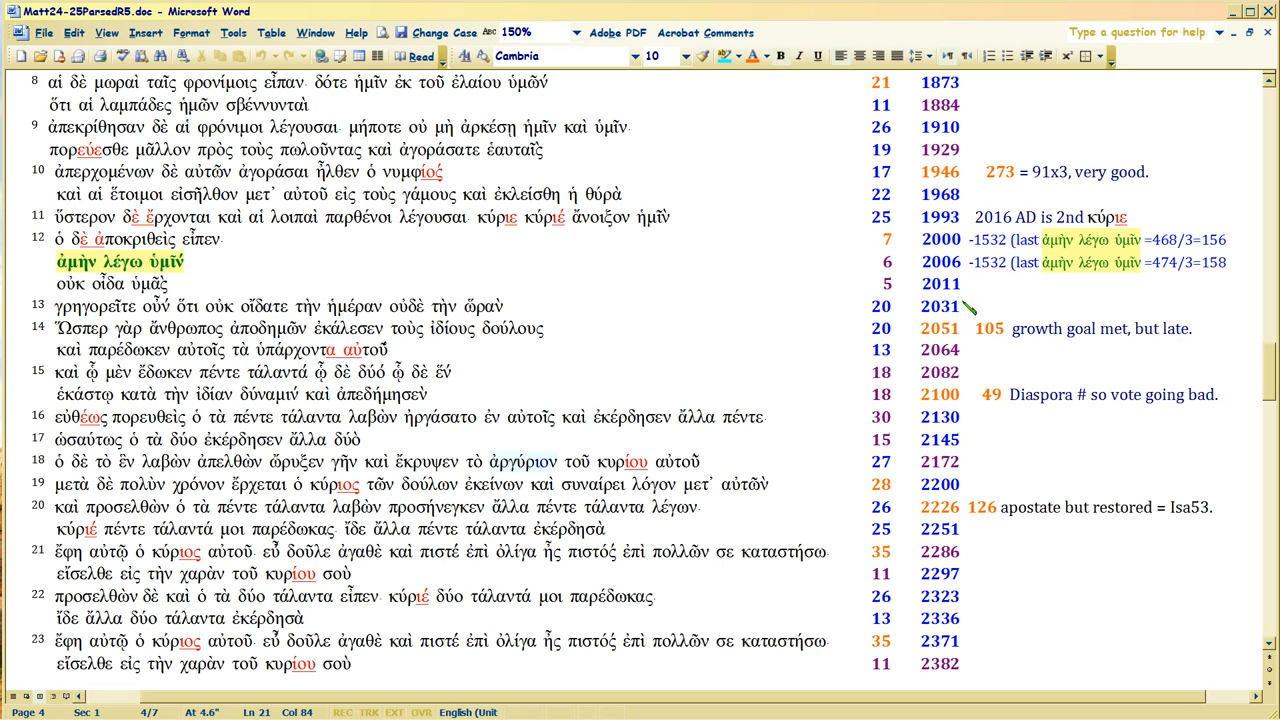 Matt24-25ParsedR5.doc - Microsoft Word
File Edit View Insert Format Tools Table Window Help Change Case ABC 150% Adobe PDF Acrobat Comments Type a question for help
Read Cambria 10 B I U
8 αἱ δὲ μωραὶ ταῖς φρονίμοις εἶπαν· δότε ἡμῖν ἐκ τοῦ ἐλαίου ὑμῶν 21 1873
ὅτι αἱ λαμπάδες ἡμῶν σβέννυνταὶ 11 1884
9 ἀπεκρίθησαν δὲ αἱ φρόνιμοι λέγουσαι· μήποτε οὐ μὴ ἀρκέσῃ ἡμῖν καὶ ὑμῖν· 26 1910
πορεύεσθε μᾶλλον πρὸς τοὺς πωλοῦντας καὶ ἀγοράσατε ἑαυταῖς 19 1929
10 ἀπερχομένων δὲ αὐτῶν ἀγοράσαι ἦλθεν ὁ νυμφίός 17 1946 273 = 91x3, very good.
καὶ αἱ ἕτοιμοι εἰσῆλθον μετ᾽ αὐτοῦ εἰς τοὺς γάμους καὶ ἐκλείσθη ἡ θύρὰ 22 1968
11 ὕστερον δὲ ἔρχονται καὶ αἱ λοιπαὶ παρθένοι λέγουσαι· κύριε κύριέ ἄνοιξον ἡμῖν 25 1993 2016 AD is 2nd κύριε
12 ὁ δὲ ἀποκριθεὶς εἶπεν· 7 2000 -1532 (last ἀμὴν λέγω ὑμῖν =468/3=156
ἀμὴν λέγω ὑμῖν 6 2006 -1532 (last ἀμὴν λέγω ὑμῖν =474/3=158
οὐκ οἶδα ὑμᾶς 5 2011
13 γρηγορεῖτε οὖν ὅτι οὐκ οἴδατε τὴν ἡμέραν οὐδὲ τὴν ὥραν 20 2031
14 Ὥσπερ γὰρ ἄνθρωπος ἀποδημῶν ἐκάλεσεν τοὺς ἰδίους δούλους 20 2051 105 growth goal met, but late.
καὶ παρέδωκεν αὐτοῖς τὰ ὑπάρχοντα αὐτοῦ 13 2064
15 καὶ ᾧ μὲν ἔδωκεν πέντε τάλαντά ᾧ δὲ δύό ᾧ δὲ ἕν 18 2082
ἑκάστῳ κατὰ τὴν ἰδίαν δύναμιν καὶ ἀπεδήμησεν 18 2100 49 Diaspora # so vote going bad.
16 εὐθέως πορευθεὶς ὁ τὰ πέντε τάλαντα λαβὼν ἠργάσατο ἐν αὐτοῖς καὶ ἐκέρδησεν ἄλλα πέντε· 30 2130
17 ὡσαύτως ὁ τὰ δύο ἐκέρδησεν ἄλλα δύὸ 15 2145
18 ὁ δὲ τὸ ἓν λαβὼν ἀπελθὼν ὤρυξεν γῆν καὶ ἔκρυψεν τὸ ἀργύριον τοῦ κυρίου αὐτοῦ 27 2172
19 μετὰ δὲ πολὺν χρόνον ἔρχεται ὁ κύριος τῶν δούλων ἐκείνων καὶ συναίρει λόγον μετ᾽ αὐτῶν 28 2200
20 καὶ προσελθὼν ὁ τὰ πέντε τάλαντα λαβὼν προσήνεγκεν ἄλλα πέντε τάλαντα λέγων· 26 2226 126 apostate but restored = Isa53.
κύριέ πέντε τάλαντά μοι παρέδωκας· ἴδε ἄλλα πέντε τάλαντα ἐκέρδησὰ 25 2251
21 ἔφη αὐτῷ ὁ κύριος αὐτοῦ· εὖ δοῦλε ἀγαθὲ καὶ πιστέ ἐπὶ ὀλίγα ἦς πιστός ἐπὶ πολλῶν σε καταστήσω· 35 2286
εἴσελθε εἰς τὴν χαρὰν τοῦ κυρίου σοὺ 11 2297
22 προσελθὼν δὲ καὶ ὁ τὰ δύο τάλαντα εἶπεν· κύριέ δύο τάλαντά μοι παρέδωκας· 26 2323
ἴδε ἄλλα δύο τάλαντα ἐκέρδησὰ 13 2336
23 ἔφη αὐτῷ ὁ κύριος αὐτοῦ· εὖ δοῦλε ἀγαθὲ καὶ πιστέ ἐπὶ ὀλίγα ἦς πιστός ἐπὶ πολλῶν σε καταστήσω· 35 2371
εἴσελθε εἰς τὴν χαρὰν τοῦ κυρίου σοὺ 11 2382
Page 4 Sec 1 4/7 At 4.6" Ln 21 Col 84 REC TRK EXT OVR English (Unit